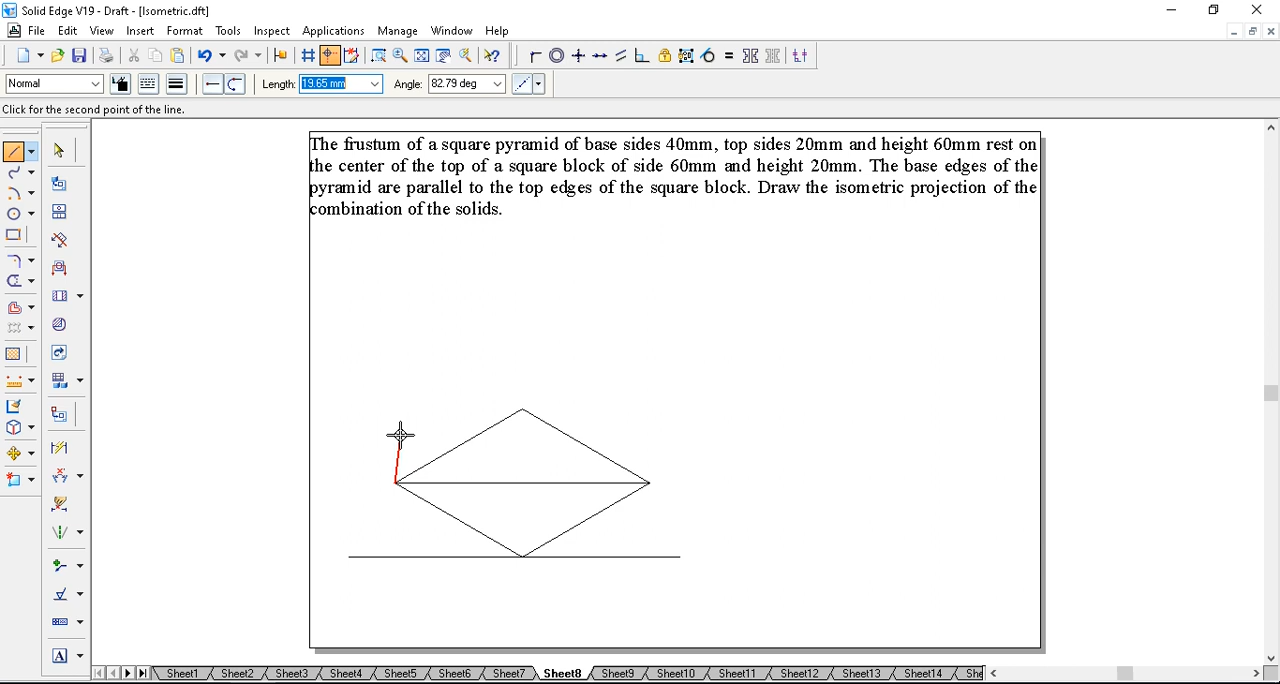 Solid Edge V19 - Draft - [Isometric.dft]
File Edit View Insert Format Tools Inspect Applications Manage Window Help
Normal Length: 19.65 mm Angle: 82.79 deg
Click for the second point of the line.
The frustum of a square pyramid of base sides 40mm, top sides 20mm and height 60mm rest on
the center of the top of a square block of side 60mm and height 20mm. The base edges of the
pyramid are parallel to the top edges of the square block. Draw the isometric projection of the
combination of the solids.
A
Sheet1 Sheet2 Sheet3 Sheet4 Sheet5 Sheet6 Sheet7 Sheet8 Sheet9 Sheet10 Sheet11 Sheet12 Sheet13 Sheet14 She